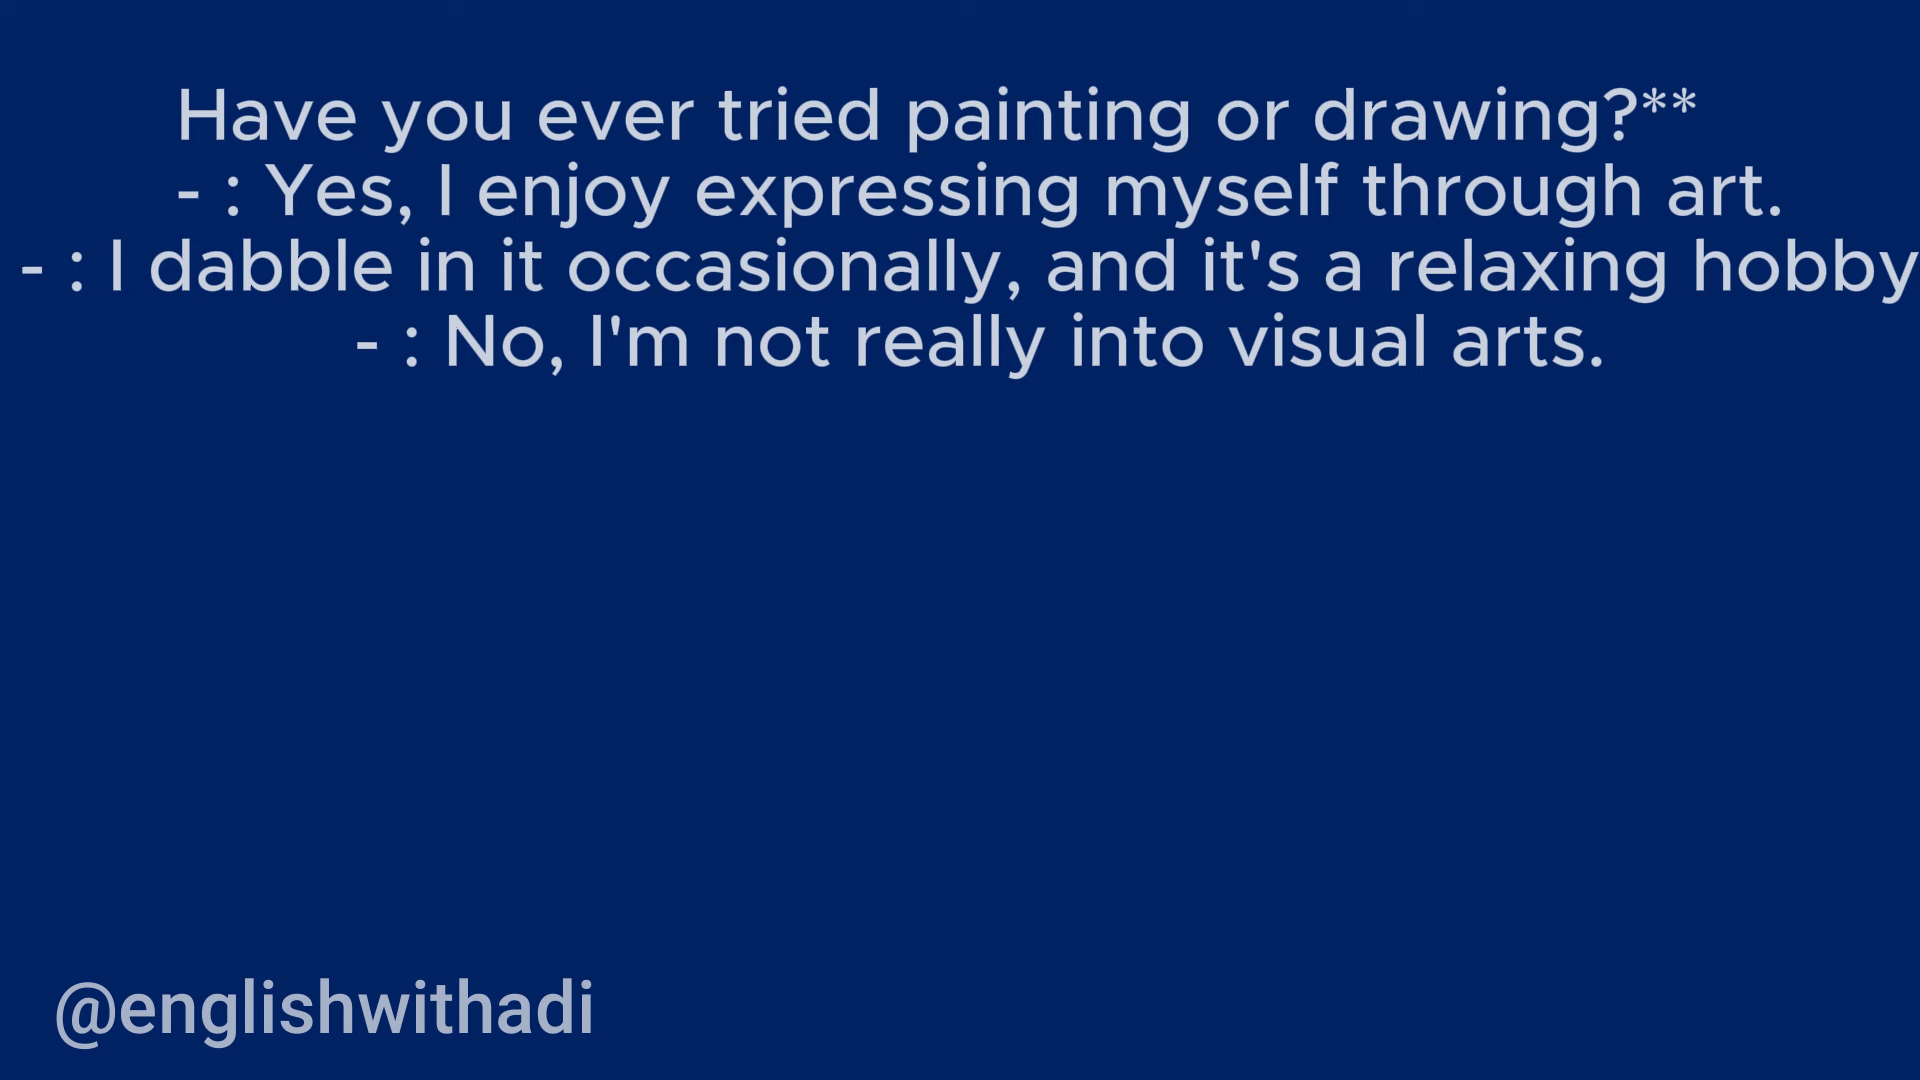 Have you ever tried painting or drawing?**
- : Yes, I enjoy expressing myself through art.
- : I dabble in it occasionally, and it's a relaxing hobby
- : No, I'm not really into visual arts.
@englishwithadi